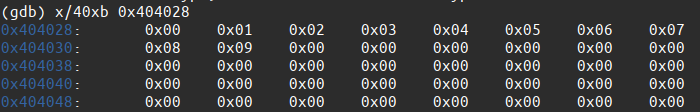 (gdb) x/40xb 0x404028
0x404028: 0x00 0x01 0x02 0x03 0x04 0x05 0x06 0x07
0x404030: 0x08 0x09 0x00 0x00 0x00 0x00 0x00 0x00
0x404038: 0x00 0x00 0x00 0x00 0x00 0x00 0x00 0x00
0x404040: 0x00 0x00 0x00 0x00 0x00 0x00 0x00 0x00
0x404048: 0x00 0x00 0x00 0x00 0x00 0x00 0x00 0x00